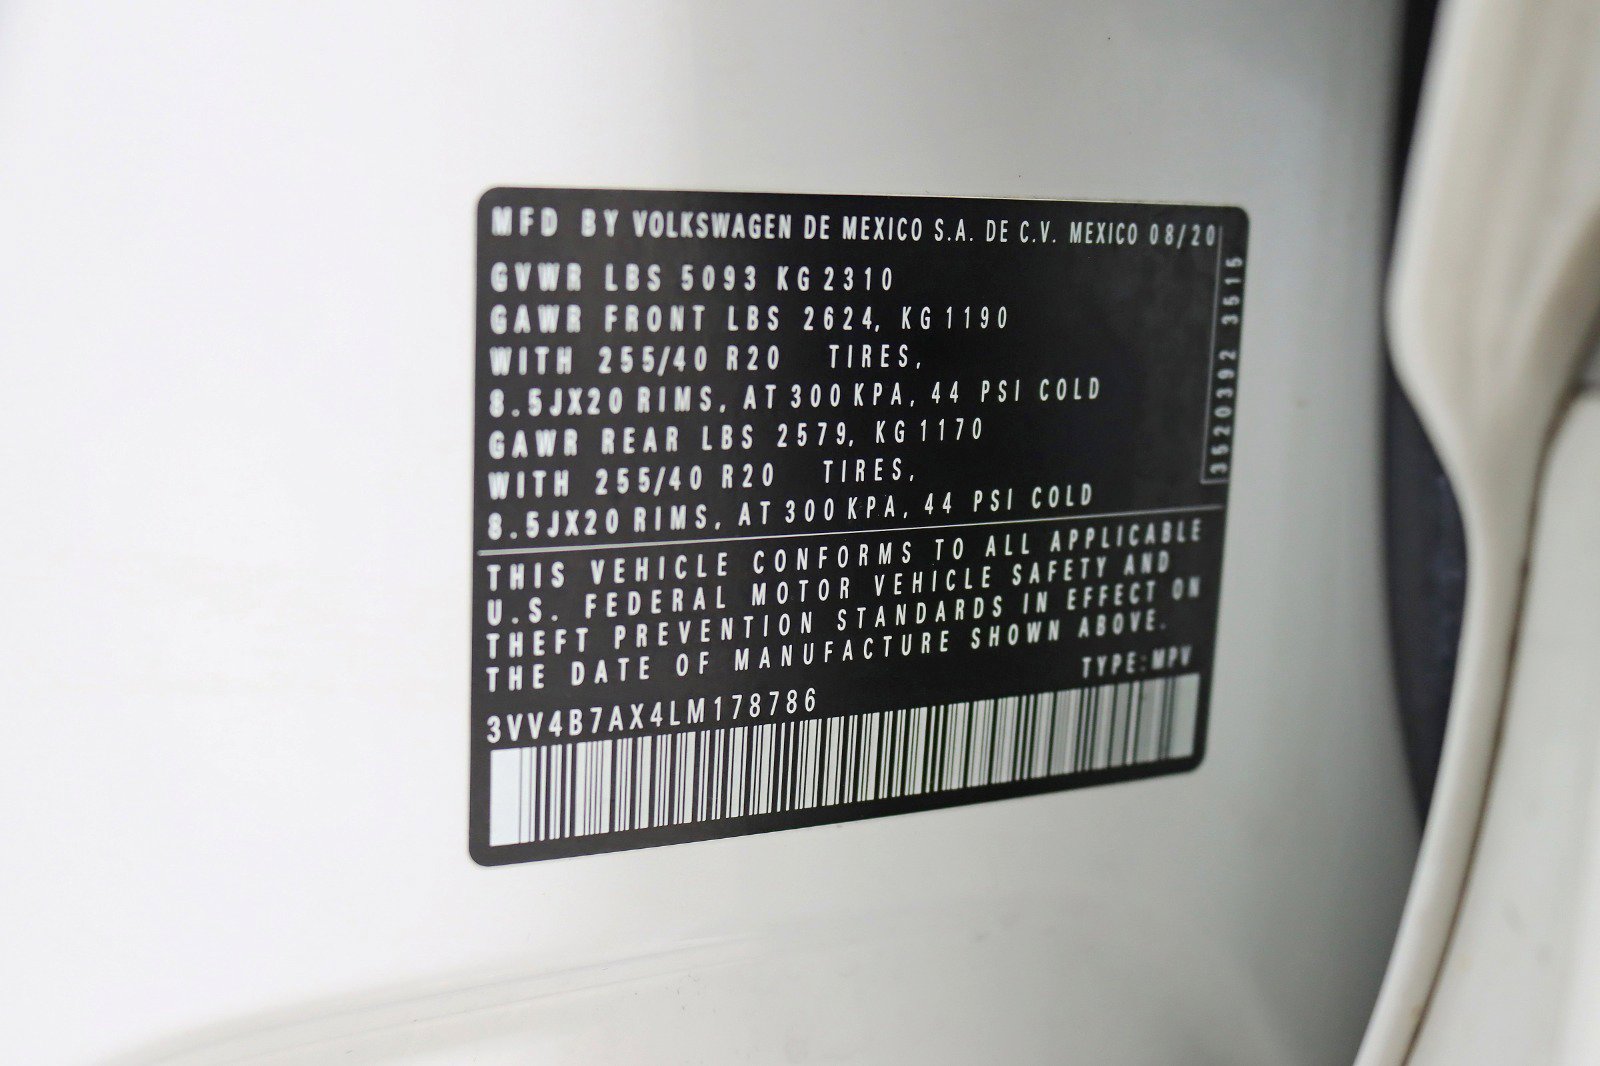 MFD BY VOLKSWAGEN DE MEXICO S.A. DE C.V. MEXICO 08/20
GVWR LBS 5093 KG 2310
GAWR FRONT LBS 2624, KG 1190
WITH 255/40 R20 TIRES,
8.5JX20 RIMS, AT 300 KPA, 44 PSI COLD
GAWR REAR LBS 2579, KG 1170
WITH 255/40 R20 TIRES,
8.5JX20 RIMS, AT 300 KPA, 44 PSI COLD
3520392 3515
THIS VEHICLE CONFORMS TO ALL APPLICABLE
U.S. FEDERAL MOTOR VEHICLE SAFETY AND
THEFT PREVENTION STANDARDS IN EFFECT ON
THE DATE OF MANUFACTURE SHOWN ABOVE.
TYPE:MPV
3VV4B7AX4LM178786